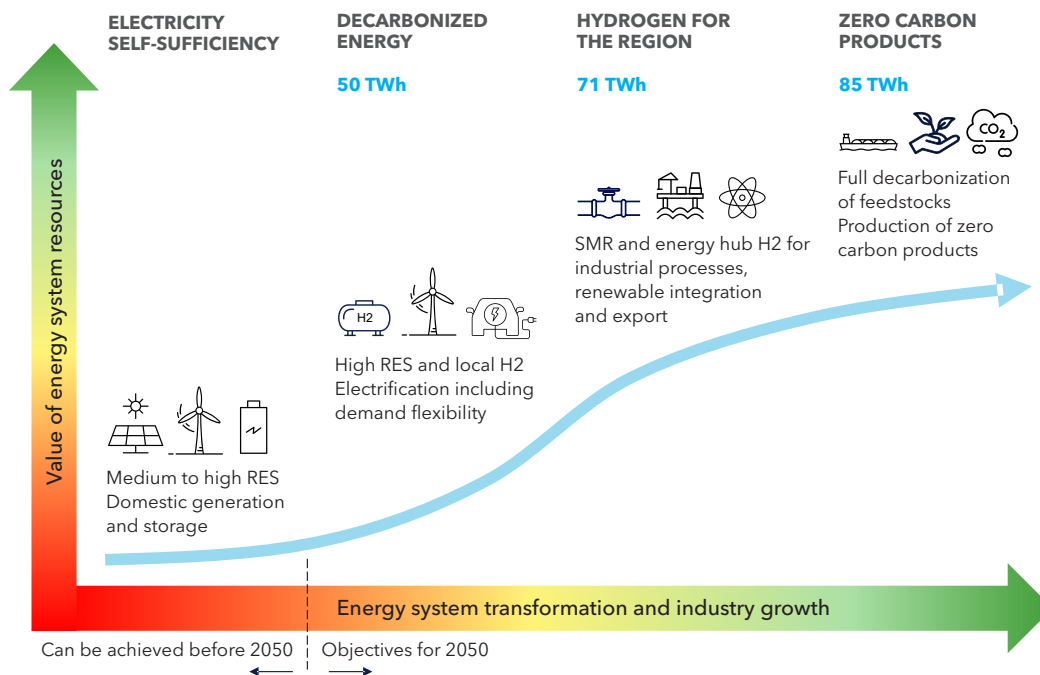 ELECTRICITY
SELF-SUFFICIENCY
DECARBONIZED
ENERGY
50 TWh
HYDROGEN FOR
THE REGION
71 TWh
ZERO CARBON
PRODUCTS
85 TWh
CO2
Full decarbonization
of feedstocks
Production of zero
carbon products
SMR and energy hub H2 for
industrial processes,
renewable integration
and export
H2
High RES and local H2
Electrification including
demand flexibility
Medium to high RES
Domestic generation
and storage
Value of energy system resources
Energy system transformation and industry growth
Can be achieved before 2050
Objectives for 2050